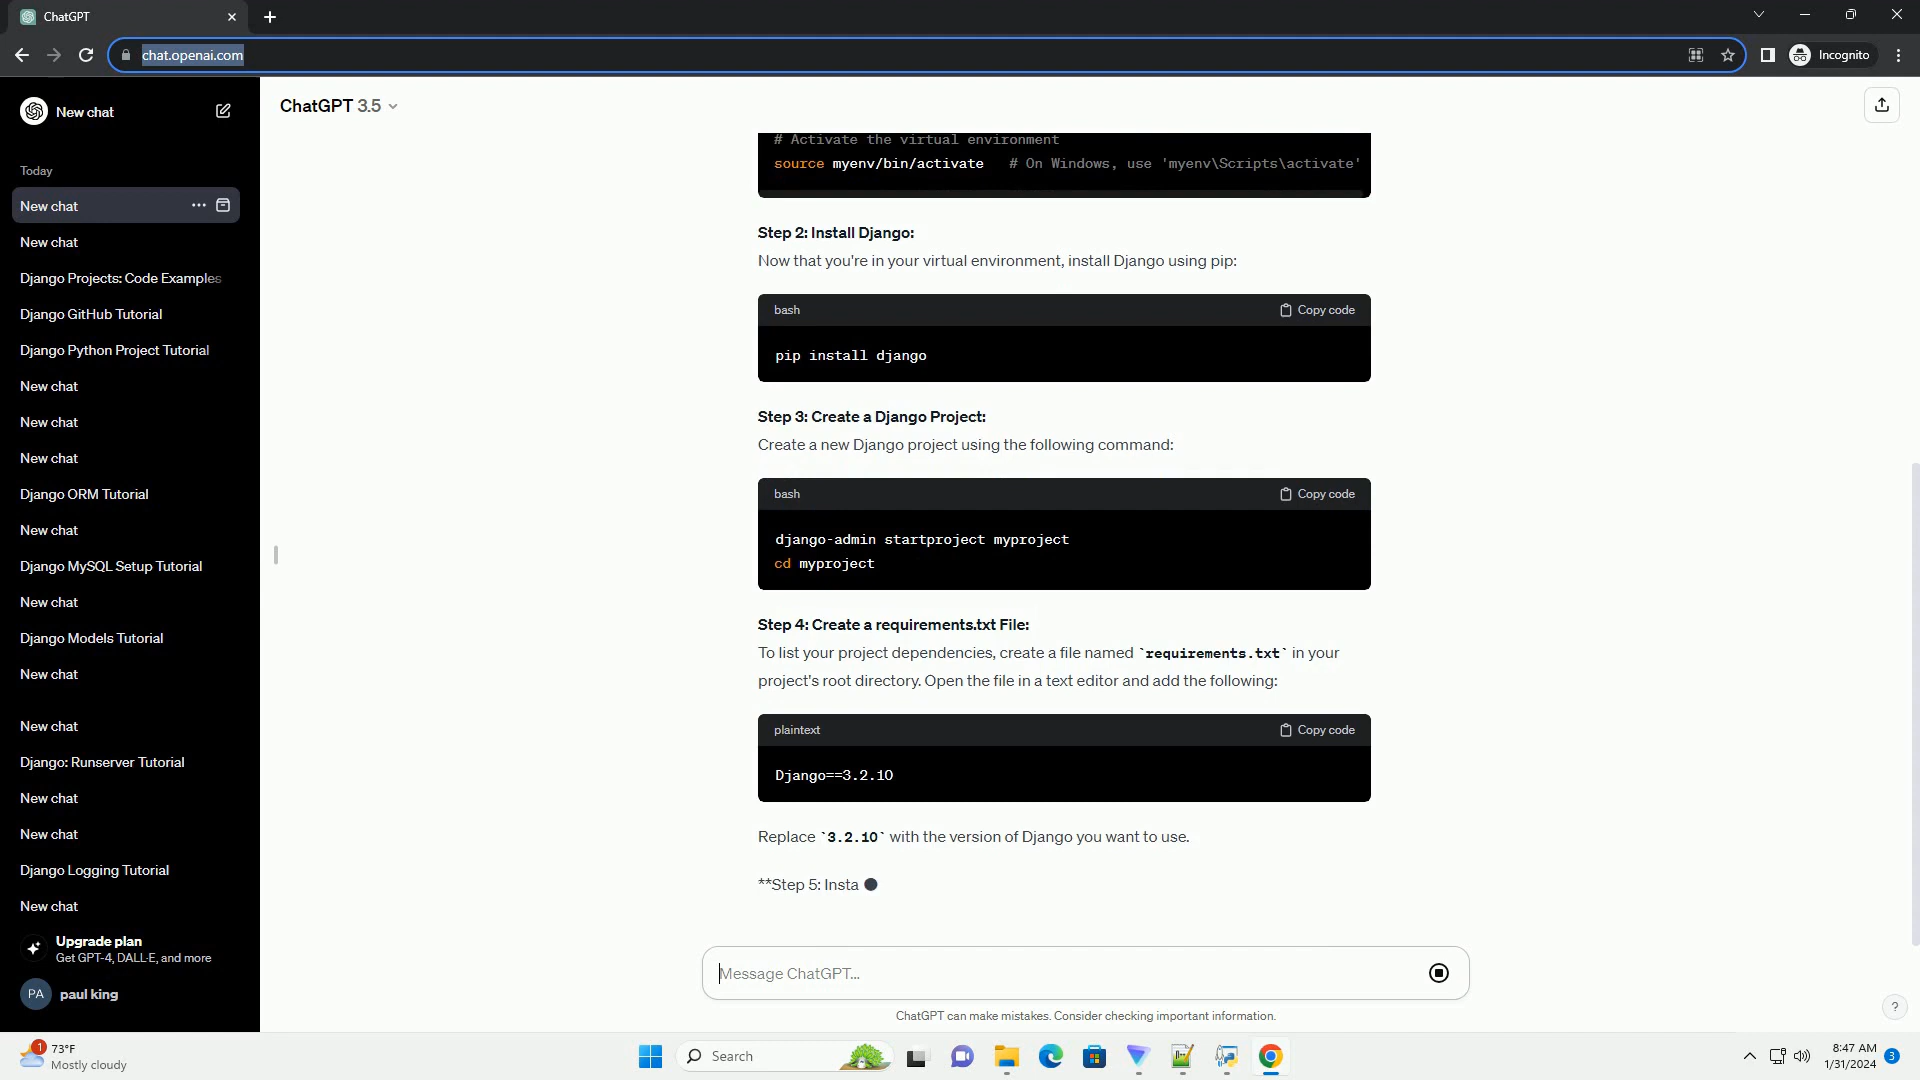 ChatGPT
chat.openai.com
Incognito
New chat
Today
New chat
New chat
Django Projects: Code Examples
Django GitHub Tutorial
Django Python Project Tutorial
New chat
New chat
New chat
Django ORM Tutorial
New chat
Django MySQL Setup Tutorial
New chat
Django Models Tutorial
New chat
New chat
Django: Runserver Tutorial
New chat
New chat
Django Logging Tutorial
New chat
Upgrade plan
Get GPT-4, DALL·E, and more
PA
paul king
ChatGPT 3.5
# Activate the virtual environment
source myenv/bin/activate # On Windows, use 'myenv\Scripts\activate'
Step 2: Install Django:
Now that you're in your virtual environment, install Django using pip:
bash
Copy code
pip install django
Step 3: Create a Django Project:
Create a new Django project using the following command:
bash
Copy code
django-admin startproject myproject
cd myproject
Step 4: Create a requirements.txt File:
To list your project dependencies, create a file named `requirements.txt` in your
project's root directory. Open the file in a text editor and add the following:
plaintext
Copy code
Django==3.2.10
Replace `3.2.10` with the version of Django you want to use.
**Step 5: Insta
Message ChatGPT...
ChatGPT can make mistakes. Consider checking important information.
?
1
73°F
Mostly cloudy
Search
8:47 AM
1/31/2024
3